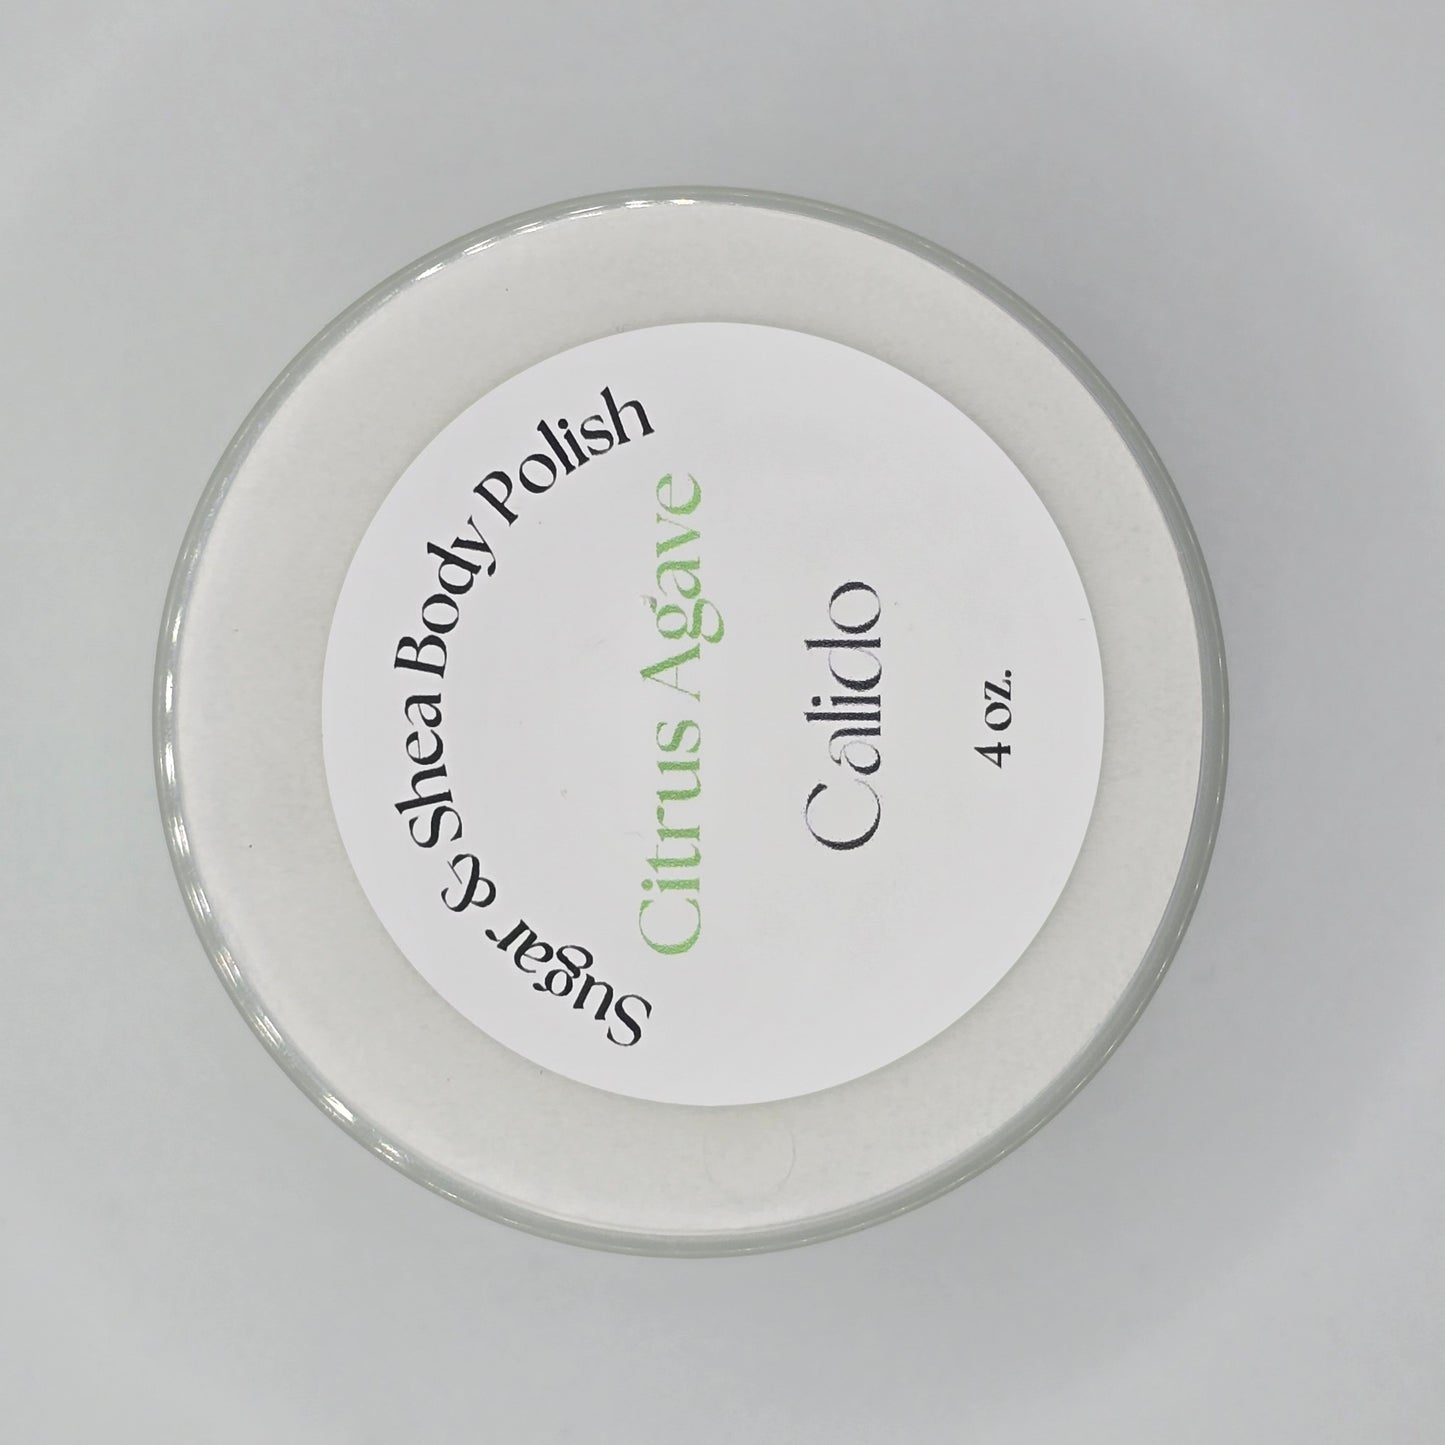 Sugar & Shea Body Polish
Citrus Agave
Calido
4 oz.